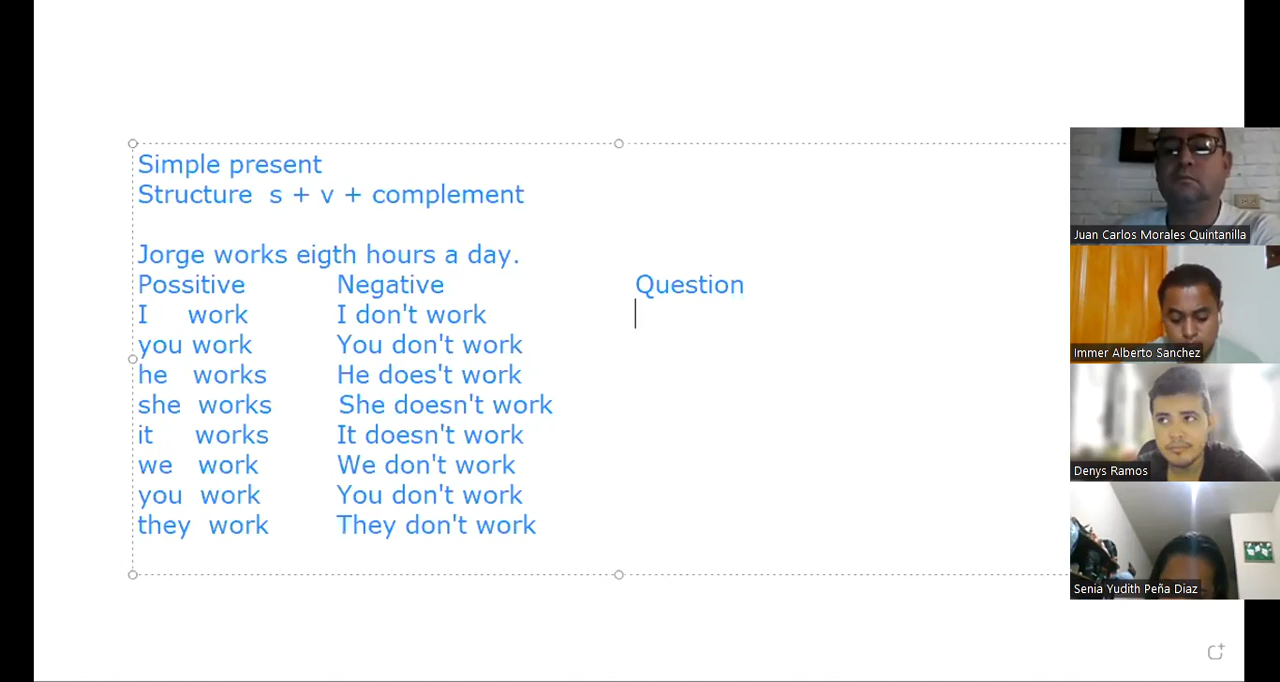 Simple present
Structure s + v + complement
Jorge works eigth hours a day.
Possitive Negative Question
I work I don't work
you work You don't work
he works He does't work
she works She doesn't work
it works It doesn't work
we work We don't work
you work You don't work
they work They don't work
Juan Carlos Morales Quintanilla
Immer Alberto Sanchez
Denys Ramos
Senia Yudith Peña Diaz